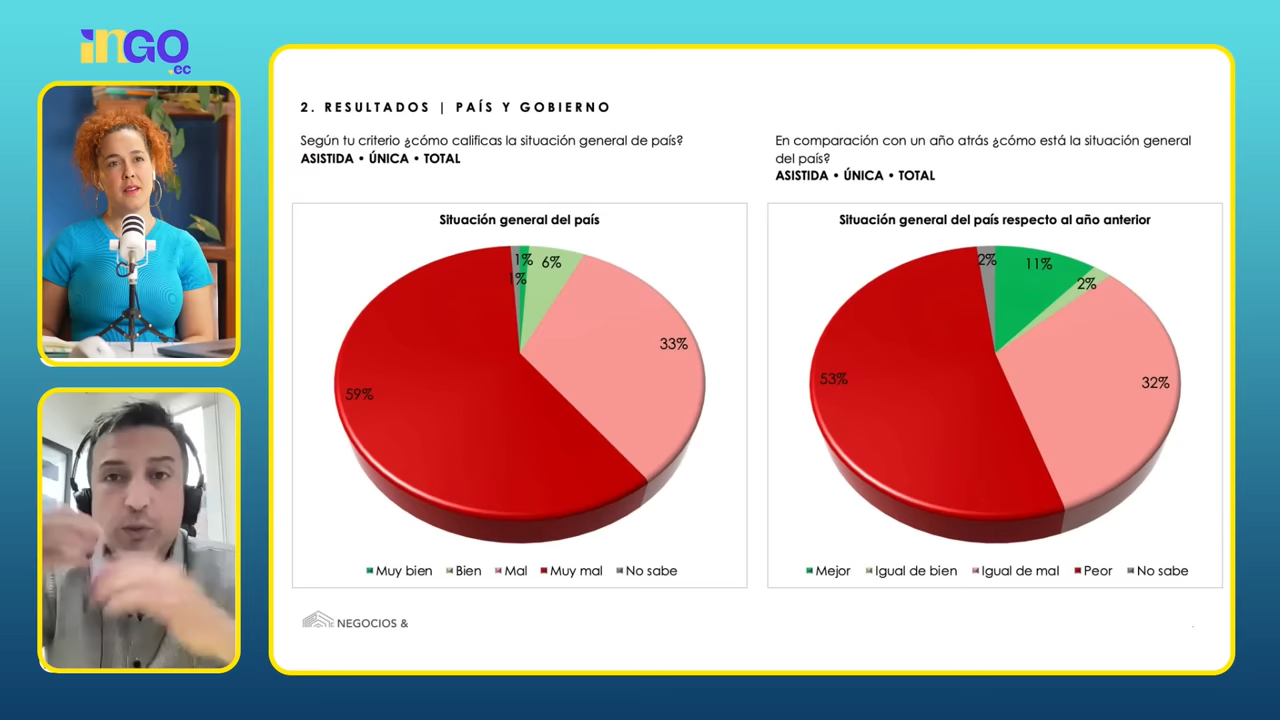 inGO
.ec
2. RESULTADOS | PAÍS Y GOBIERNO
Según tu criterio ¿cómo calificas la situación general de país?
ASISTIDA • ÚNICA • TOTAL
En comparación con un año atrás ¿cómo está la situación general
del país?
ASISTIDA • ÚNICA • TOTAL
Situación general del país
1%
6%
1%
33%
59%
Muy bien Bien Mal Muy mal No sabe
Situación general del país respecto al año anterior
2%
11%
2%
53%
32%
Mejor Igual de bien Igual de mal Peor No sabe
NEGOCIOS &